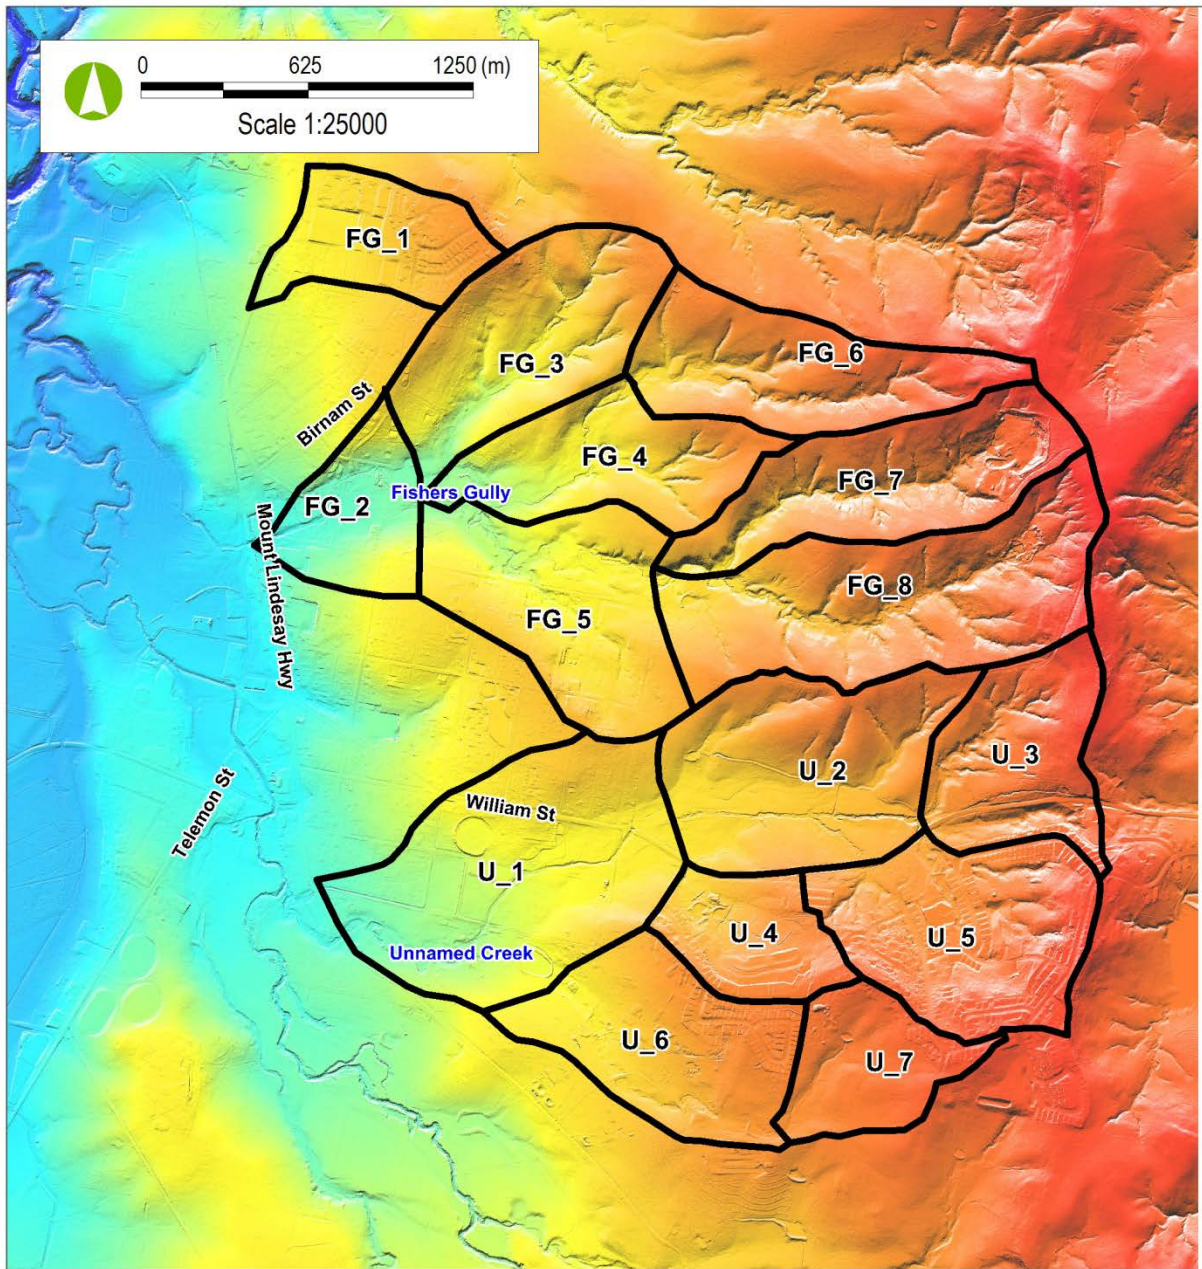 0 625 1250 (m)
Scale 1:25000
FG_1
FG_3
FG_6
Birnam St
FG_4
FG_7
Fishers Gully
FG_2
Mount Lindesay Hwy
FG_8
FG_5
U_3
U_2
Telemon St
William St
U_1
U_4
U_5
Unnamed Creek
U_6
U_7